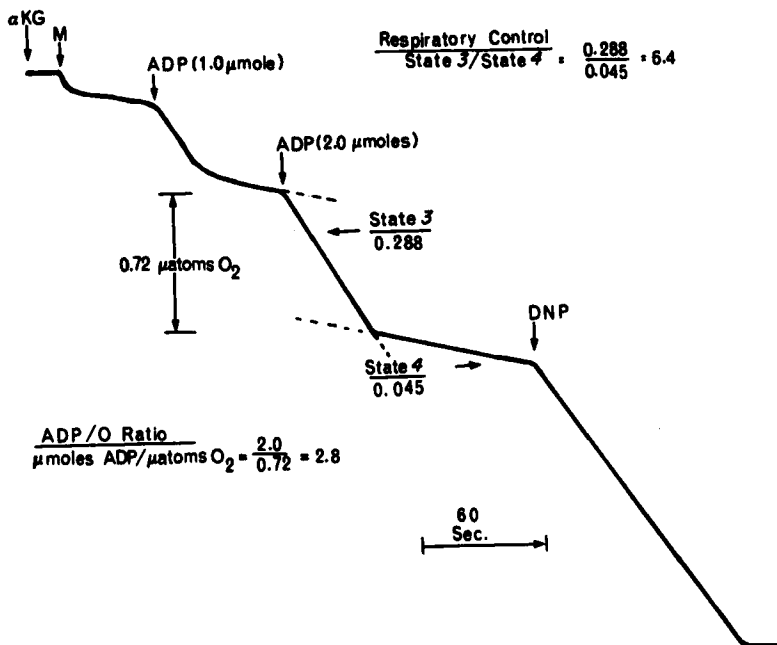 αKG
M
ADP (1.0 μmole)
Respiratory Control
State 3/State 4 = 0.288 / 0.045 = 6.4
ADP (2.0 μmoles)
State 3
0.288
0.72 μatoms O₂
DNP
State 4
0.045
ADP/O Ratio
μmoles ADP/μatoms O₂ = 2.0 / 0.72 = 2.8
60
Sec.